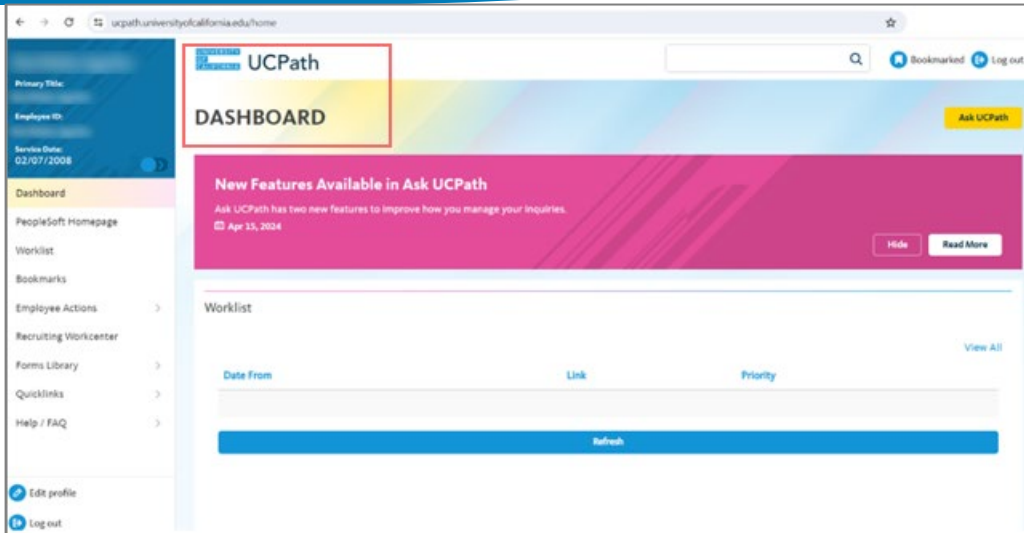 ucpath.universityofcalifornia.edu/home
Primary Title:
Employee ID:
Service Date:
02/07/2008
Dashboard
PeopleSoft Homepage
Worklist
Bookmarks
Employee Actions
Recruiting Workcenter
Forms Library
Quicklinks
Help / FAQ
Edit profile
Log out
UNIVERSITY
OF
CALIFORNIA
UCPath
Bookmarked
Log out
DASHBOARD
Ask UCPath
New Features Available in Ask UCPath
Ask UCPath has two new features to improve how you manage your inquiries.
Apr 15, 2024
Hide
Read More
Worklist
View All
Date From Link Priority
Refresh